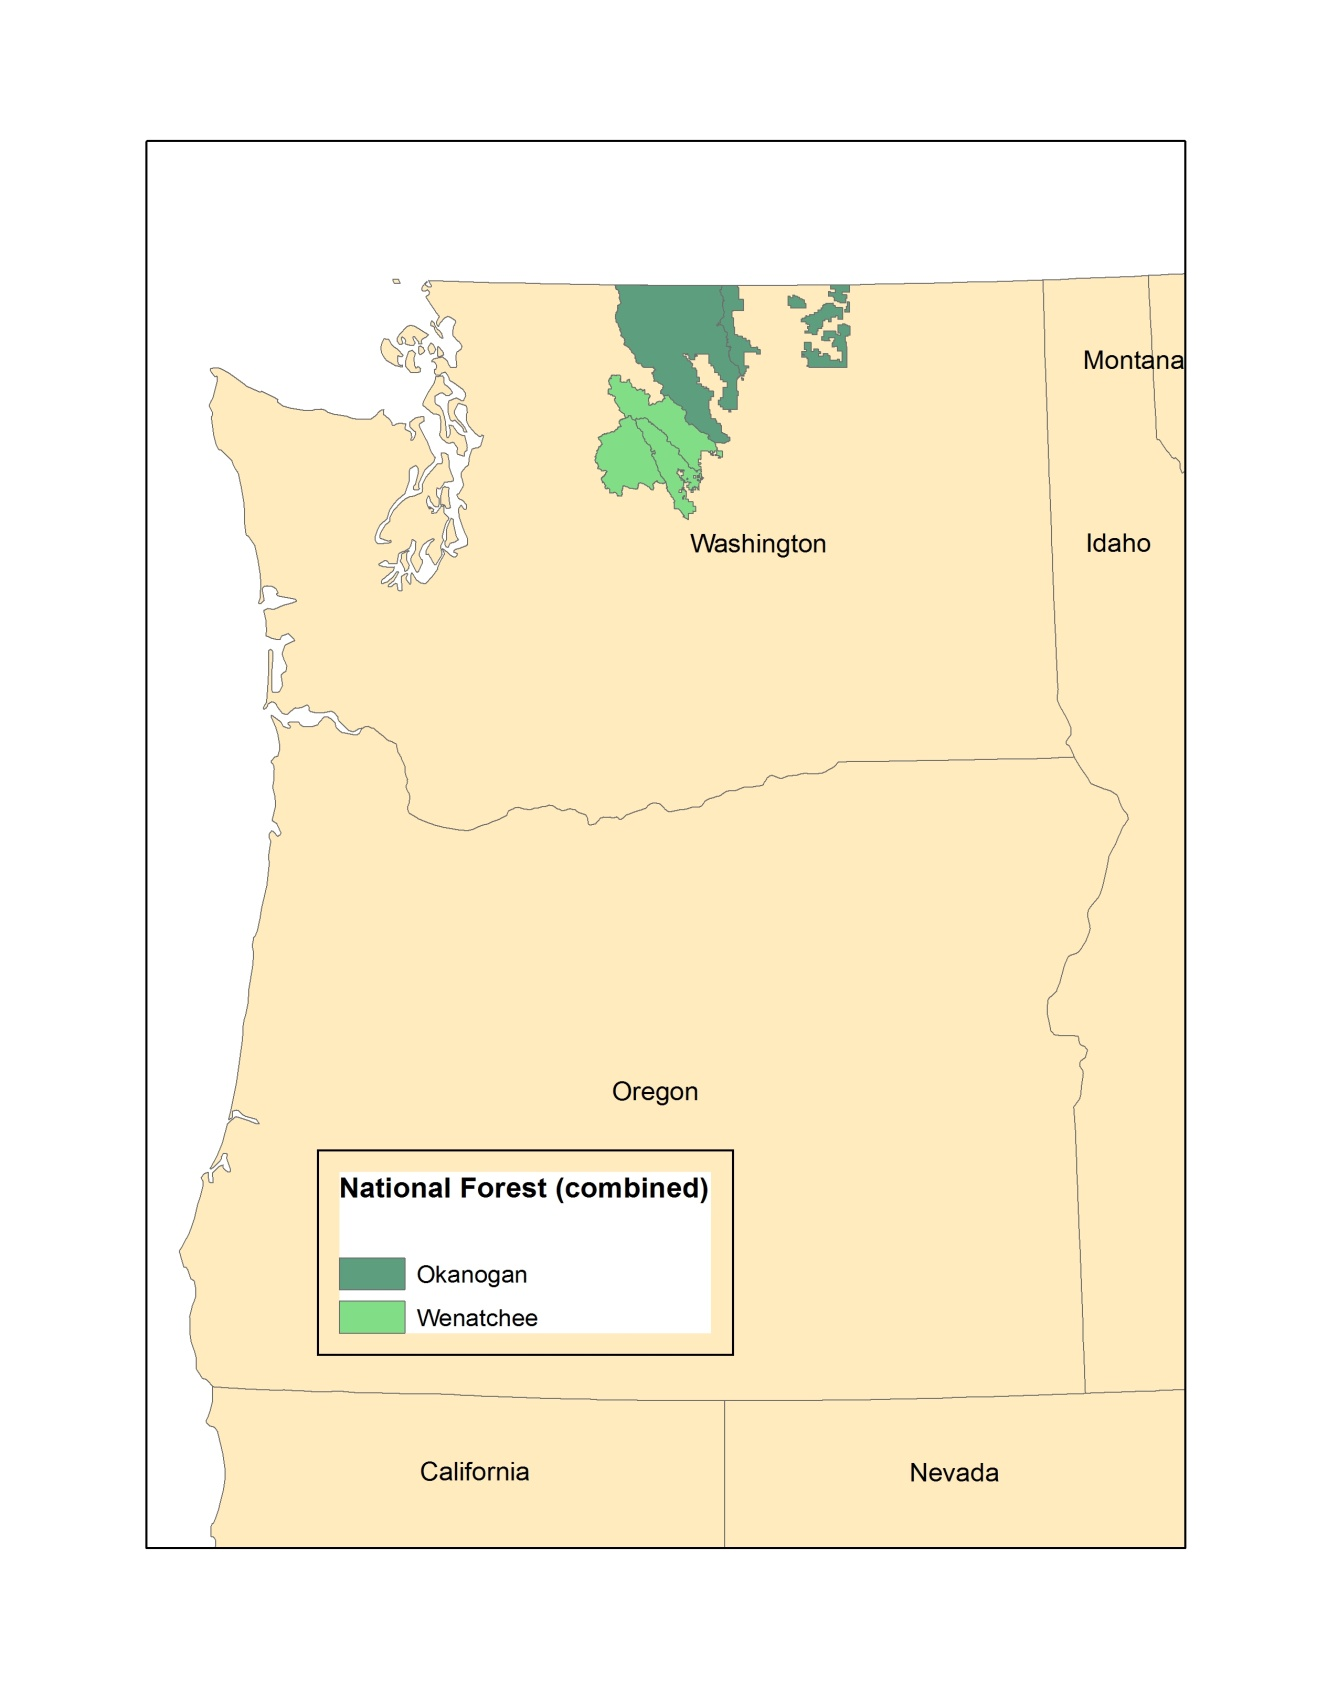 Montana
Washington
Idaho
Oregon
National Forest (combined)
Okanogan
Wenatchee
California
Nevada